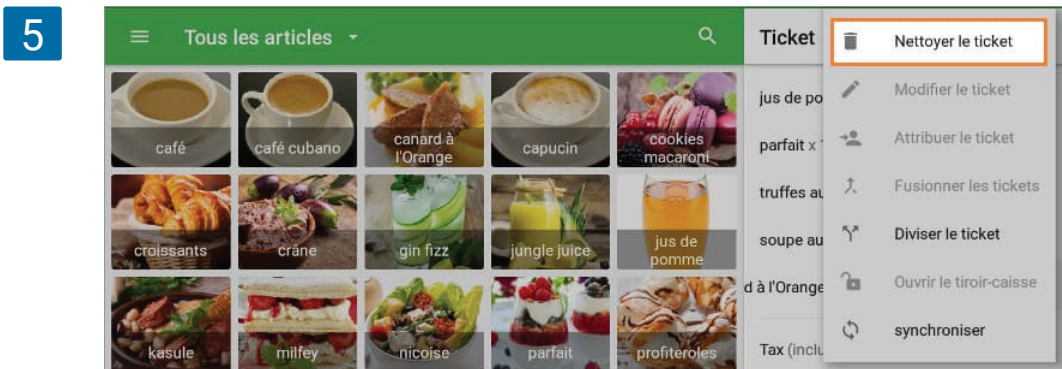 5
Tous les articles
Ticket
Nettoyer le ticket
Modifier le ticket
Attribuer le ticket
Fusionner les tickets
Diviser le ticket
Ouvrir le tiroir-caisse
synchroniser
café
café cubano
canard à
l'Orange
capucin
cookies
macaroni
croissants
crâne
gin fizz
jungle juice
jus de
pomme
kasule
milfey
nicoise
parfait
profiteroles
jus de po
parfait x
truffes au
soupe au
d à l'Orange
Tax (inclu